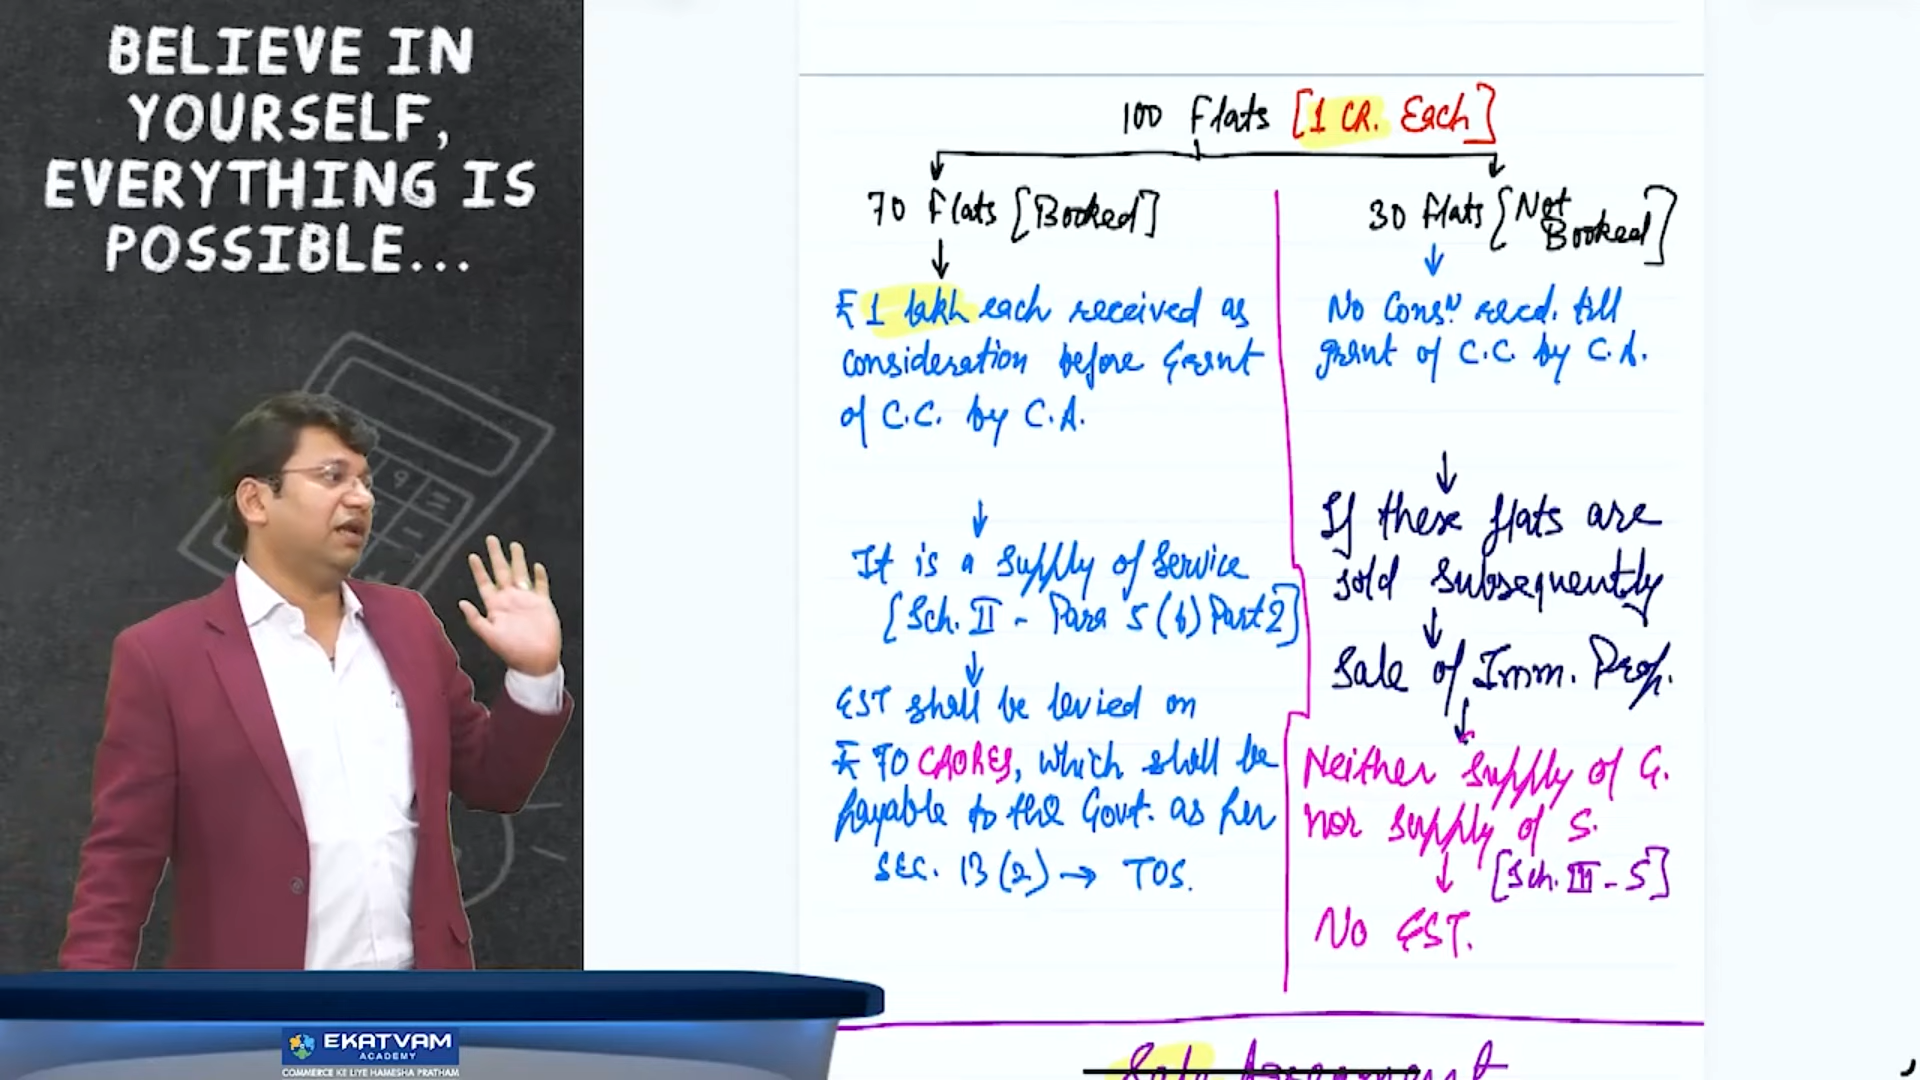 BELIEVE IN
YOURSELF,
EVERYTHING IS
POSSIBLE...
100 Flats [1 CR. Each]
70 Flats [Booked]
₹ 1 lakh each received as
consideration before Grant
of C.C. by C.A.
It is a supply of service
[Sch. II - Para 5 (b) Part 2]
GST shall be levied on
₹ 70 CRORES, which shall be
payable to the Govt. as per
SEC. 13 (2) → TOS.
30 Flats [Not
Booked]
No Consn. recd. till
grant of C.C. by C.A.
If these flats are
sold subsequently
Sale of Imm. Prop.
Neither supply of G.
nor supply of S.
[Sch. III - 5]
No GST.
EKATVAM
ACADEMY
COMMERCE KE LIYE HAMESHA PRATHAM